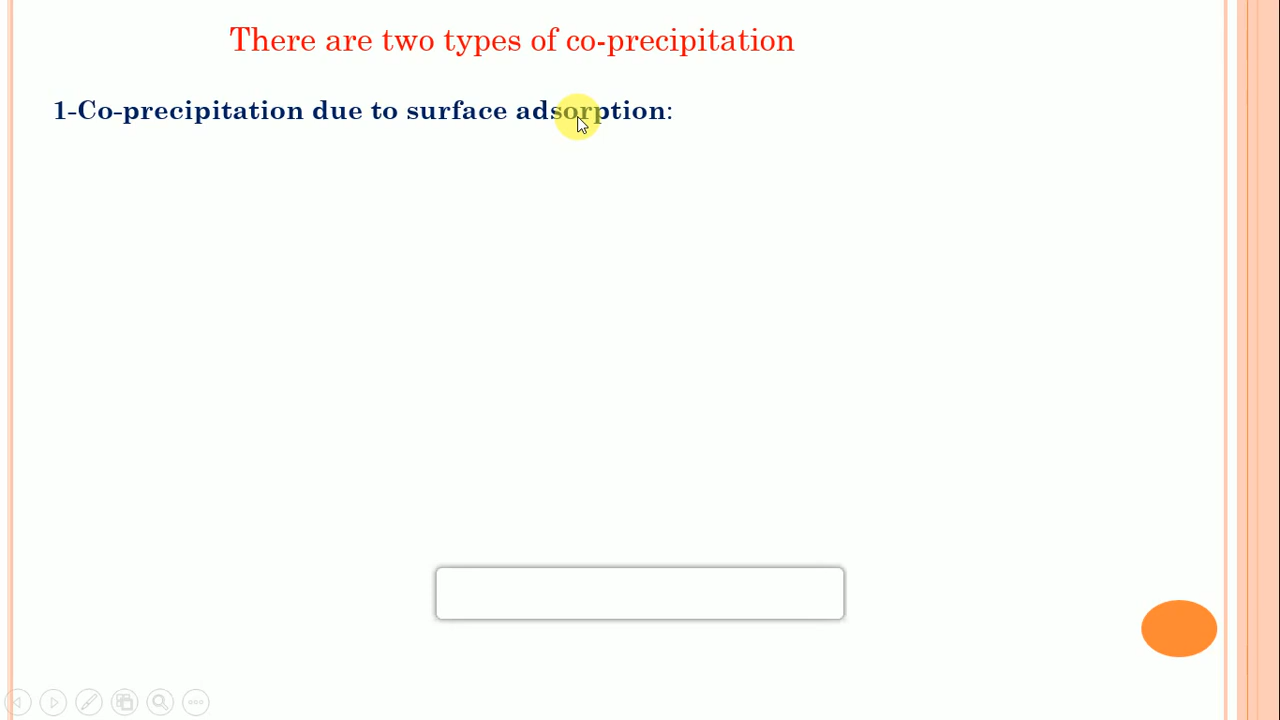 There are two types of co-precipitation
1-Co-precipitation due to surface adsorption: